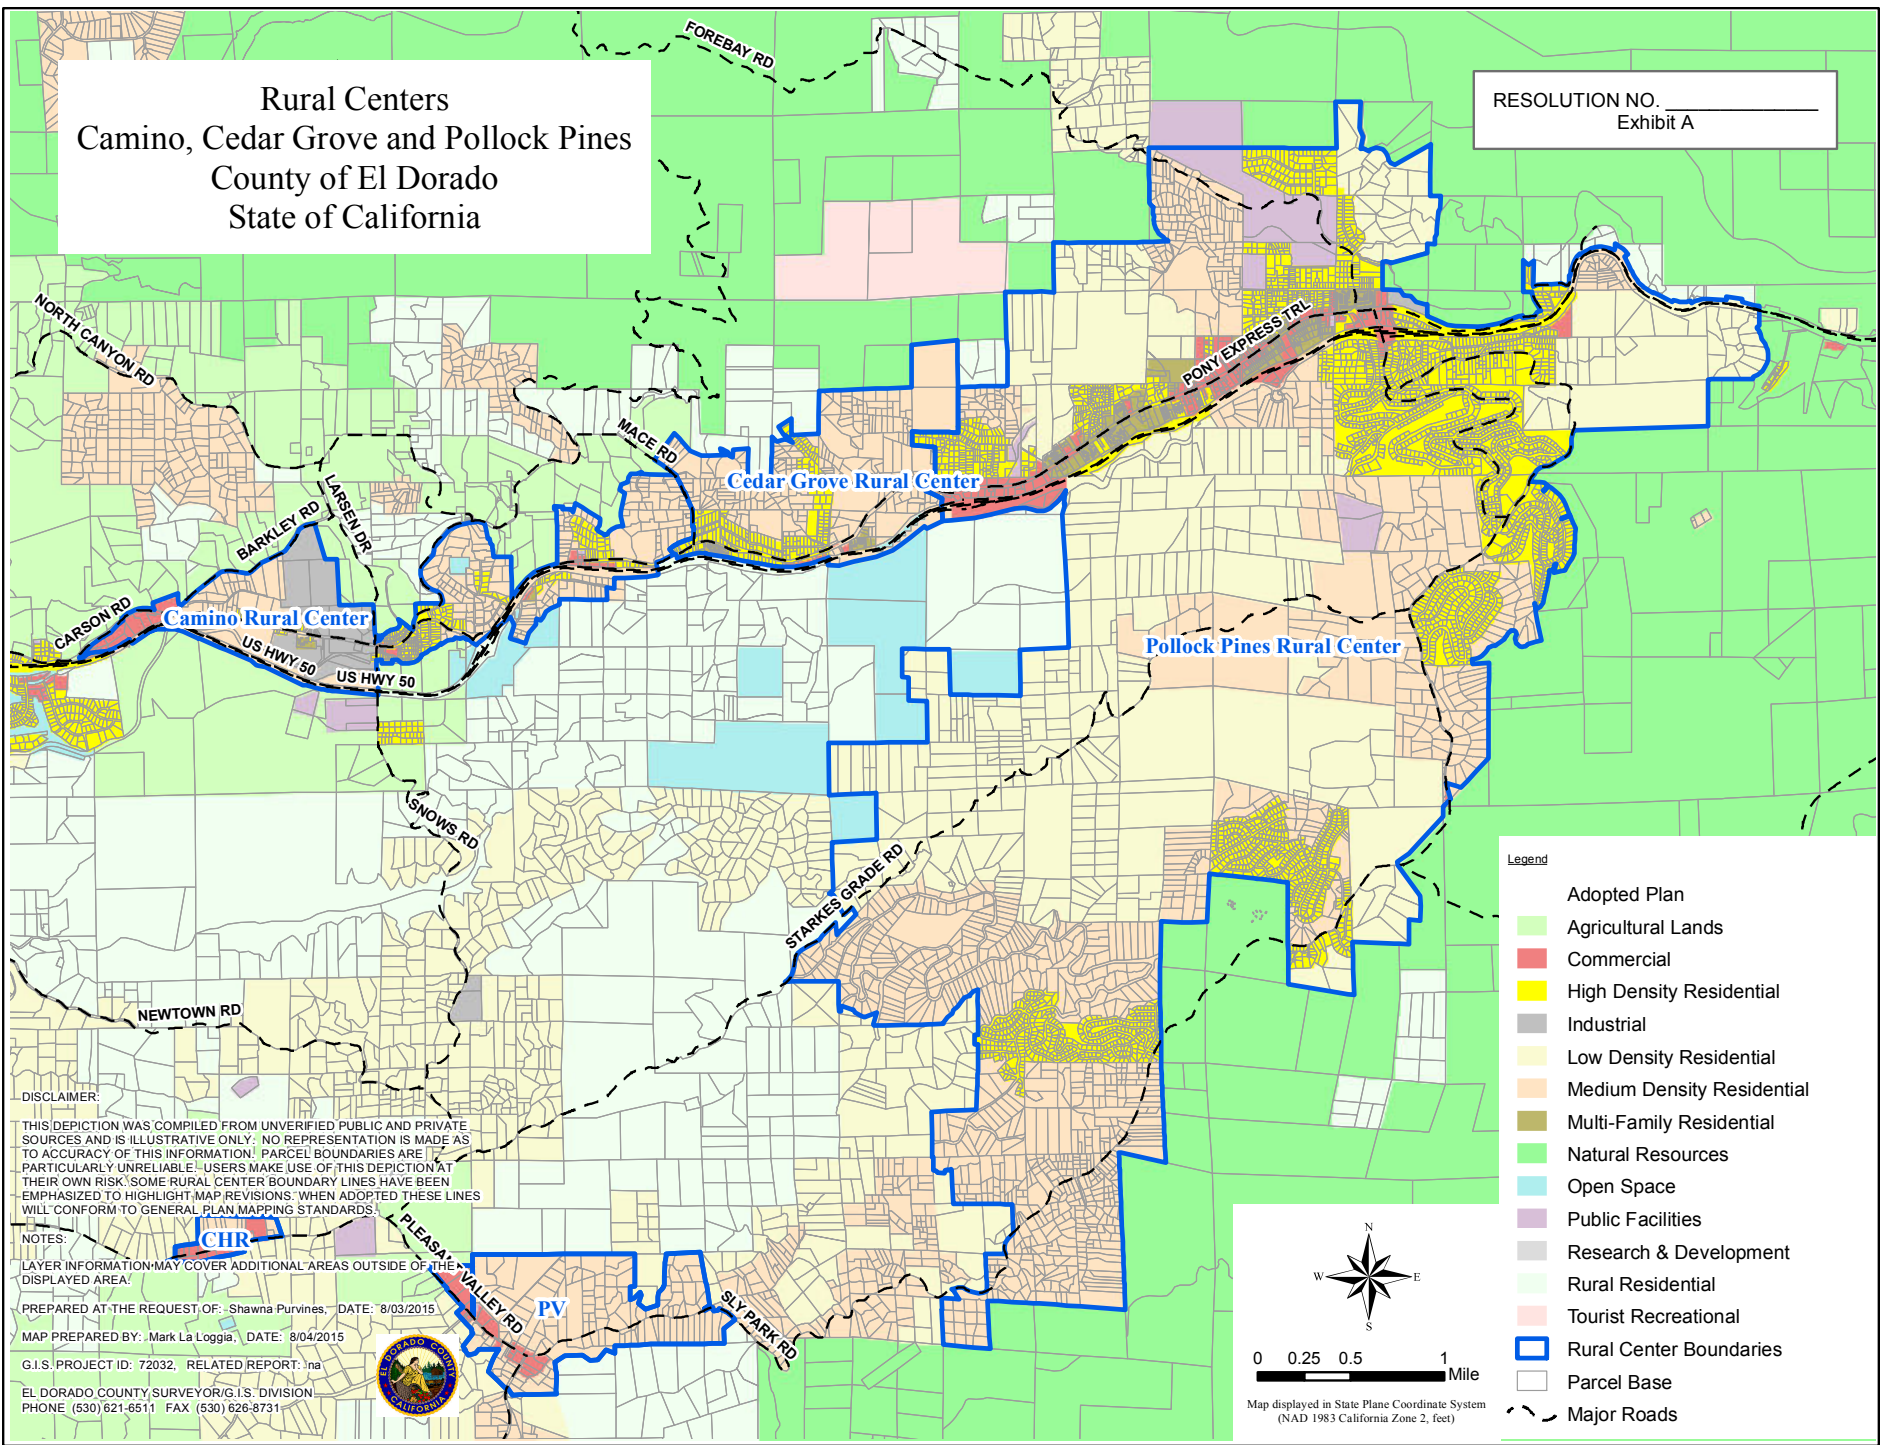 Rural Centers
Camino, Cedar Grove and Pollock Pines
County of El Dorado
State of California
RESOLUTION NO. ______________
Exhibit A
FOREBAY RD
NORTH CANYON RD
PONY EXPRESS TRL
MACE RD
LARSEN DR
BARKLEY RD
Cedar Grove Rural Center
CARSON RD
Camino Rural Center
US HWY 50
US HWY 50
Pollock Pines Rural Center
SNOWS RD
STARKES GRADE RD
NEWTOWN RD
DISCLAIMER:
THIS DEPICTION WAS COMPILED FROM UNVERIFIED PUBLIC AND PRIVATE
SOURCES AND IS ILLUSTRATIVE ONLY. NO REPRESENTATION IS MADE AS
TO ACCURACY OF THIS INFORMATION. PARCEL BOUNDARIES ARE
PARTICULARLY UNRELIABLE. USERS MAKE USE OF THIS DEPICTION AT
THEIR OWN RISK. SOME RURAL CENTER BOUNDARY LINES HAVE BEEN
EMPHASIZED TO HIGHLIGHT MAP REVISIONS. WHEN ADOPTED THESE LINES
WILL CONFORM TO GENERAL PLAN MAPPING STANDARDS.
NOTES:
LAYER INFORMATION MAY COVER ADDITIONAL AREAS OUTSIDE OF THE
DISPLAYED AREA.
PREPARED AT THE REQUEST OF: Shawna Purvines, DATE: 8/03/2015
MAP PREPARED BY: Mark La Loggia, DATE: 8/04/2015
G.I.S. PROJECT ID: 72032, RELATED REPORT: na
EL DORADO COUNTY SURVEYOR/G.I.S. DIVISION
PHONE (530) 621-6511 FAX (530) 626-8731
CHR
PLEASANT VALLEY RD
PV
SLY PARK RD
EL DORADO COUNTY
CALIFORNIA
N
W
E
S
0 0.25 0.5 1
Mile
Map displayed in State Plane Coordinate System
(NAD 1983 California Zone 2, feet)
Legend
Adopted Plan
Agricultural Lands
Commercial
High Density Residential
Industrial
Low Density Residential
Medium Density Residential
Multi-Family Residential
Natural Resources
Open Space
Public Facilities
Research & Development
Rural Residential
Tourist Recreational
Rural Center Boundaries
Parcel Base
Major Roads